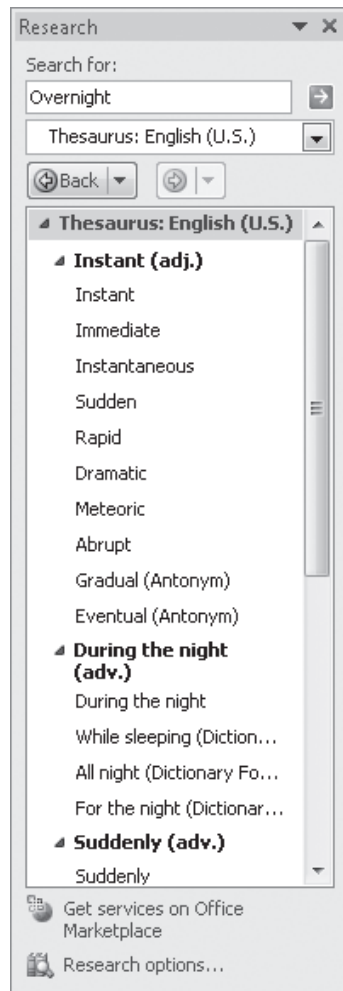 Research
Search for:
Overnight
Thesaurus: English (U.S.)
Back
Thesaurus: English (U.S.)
Instant (adj.)
Instant
Immediate
Instantaneous
Sudden
Rapid
Dramatic
Meteoric
Abrupt
Gradual (Antonym)
Eventual (Antonym)
During the night
(adv.)
During the night
While sleeping (Diction...
All night (Dictionary Fo...
For the night (Dictionar...
Suddenly (adv.)
Suddenly
Get services on Office
Marketplace
Research options...